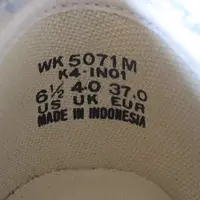 WK5071M
K4-IN01
6½ 4.0 37.0
US UK EUR
MADE IN INDONESIA